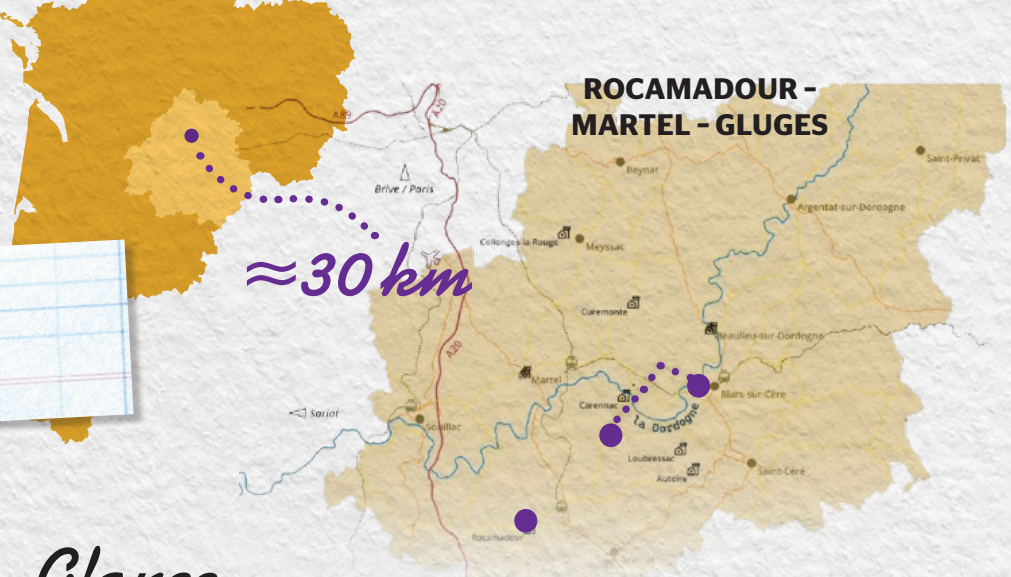 ROCAMADOUR –
MARTEL – GLUGES
A89
A20
Brive / Paris
Beynat
Saint-Privat
Argentat-sur-Dordogne
Collonges-la-Rouge
Meyssac
≈30 km
Curemonte
Beaulieu-sur-Dordogne
A20
Martel
Carennac
Biars-sur-Cère
la Dordogne
Sarlat
Souillac
Loubressac
Autoire
Saint-Céré
Rocamadour